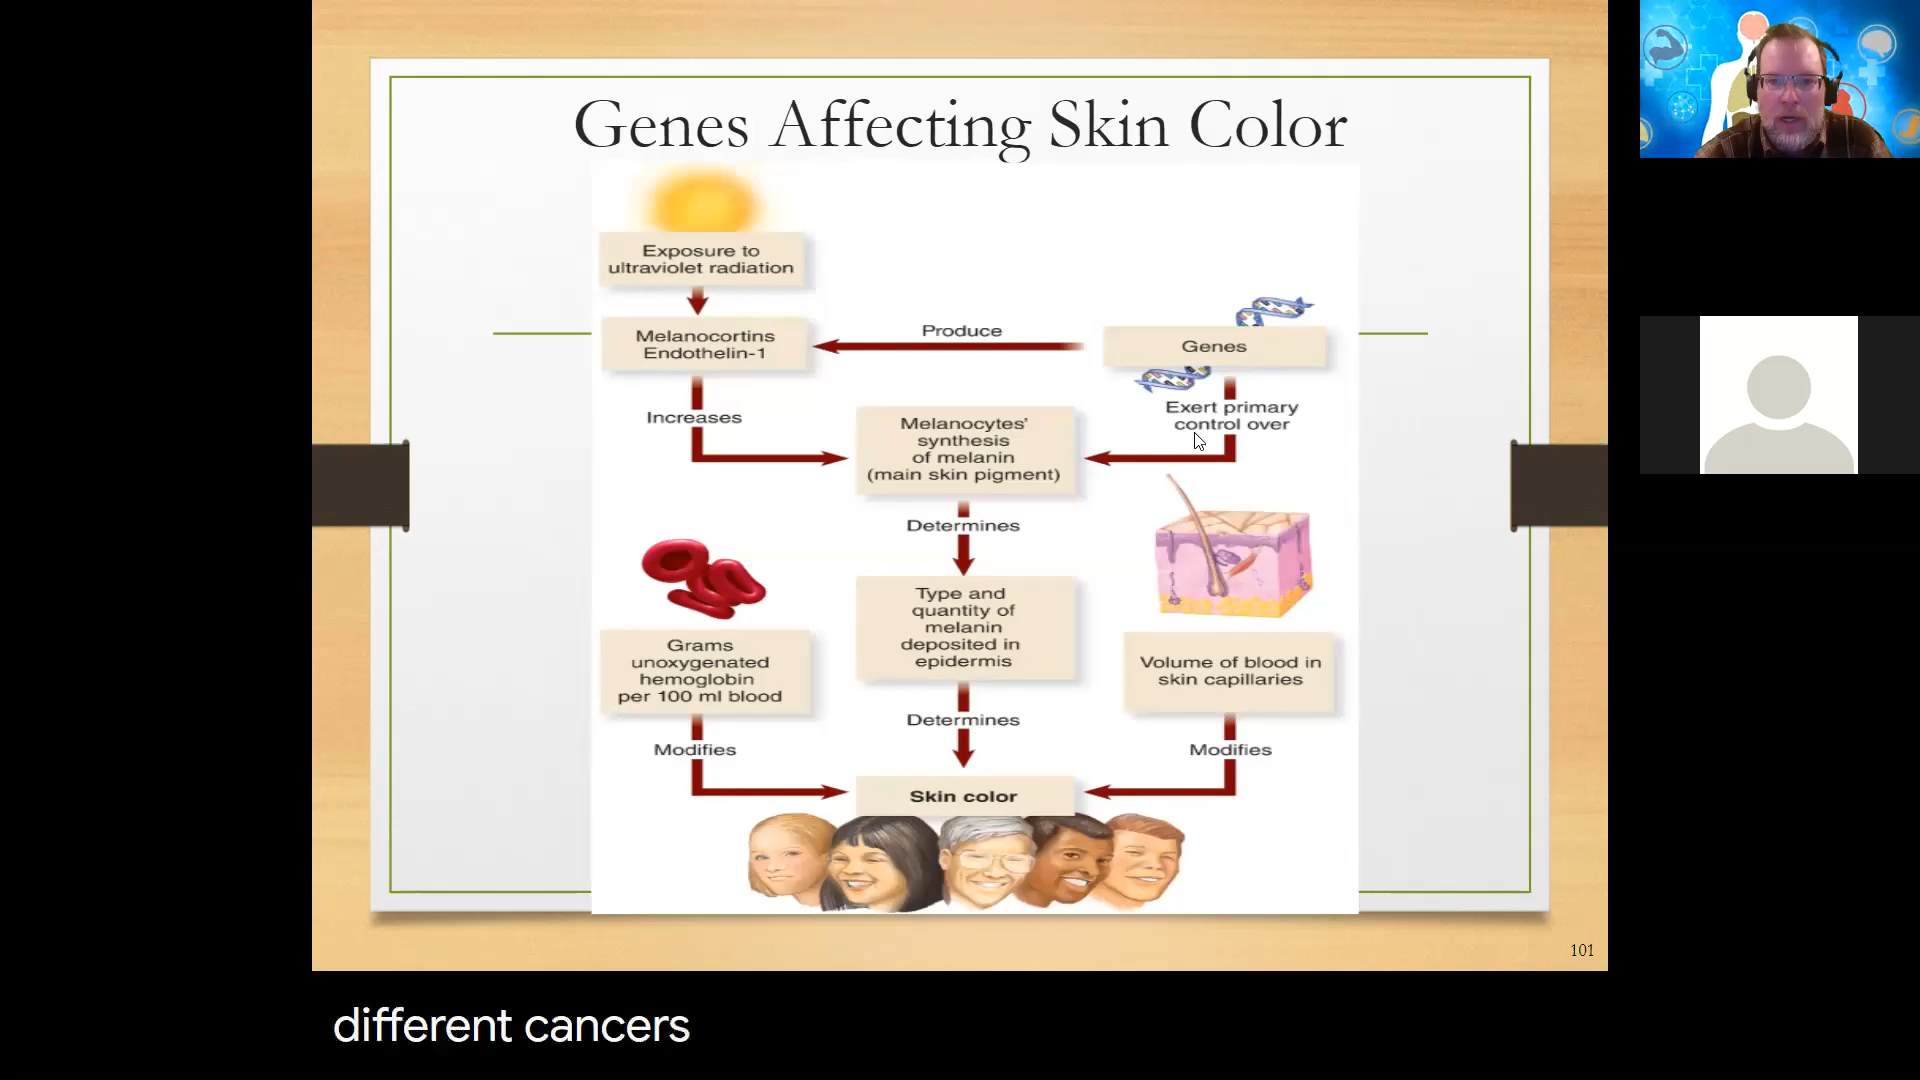 Genes Affecting Skin Color
Exposure to
ultraviolet radiation
Melanocortins
Endothelin-1
Produce
Genes
Increases
Exert primary
control over
Melanocytes'
synthesis
of melanin
(main skin pigment)
Determines
Type and
quantity of
melanin
deposited in
epidermis
Grams
unoxygenated
hemoglobin
per 100 ml blood
Volume of blood in
skin capillaries
Determines
Modifies
Modifies
Skin color
101
different cancers